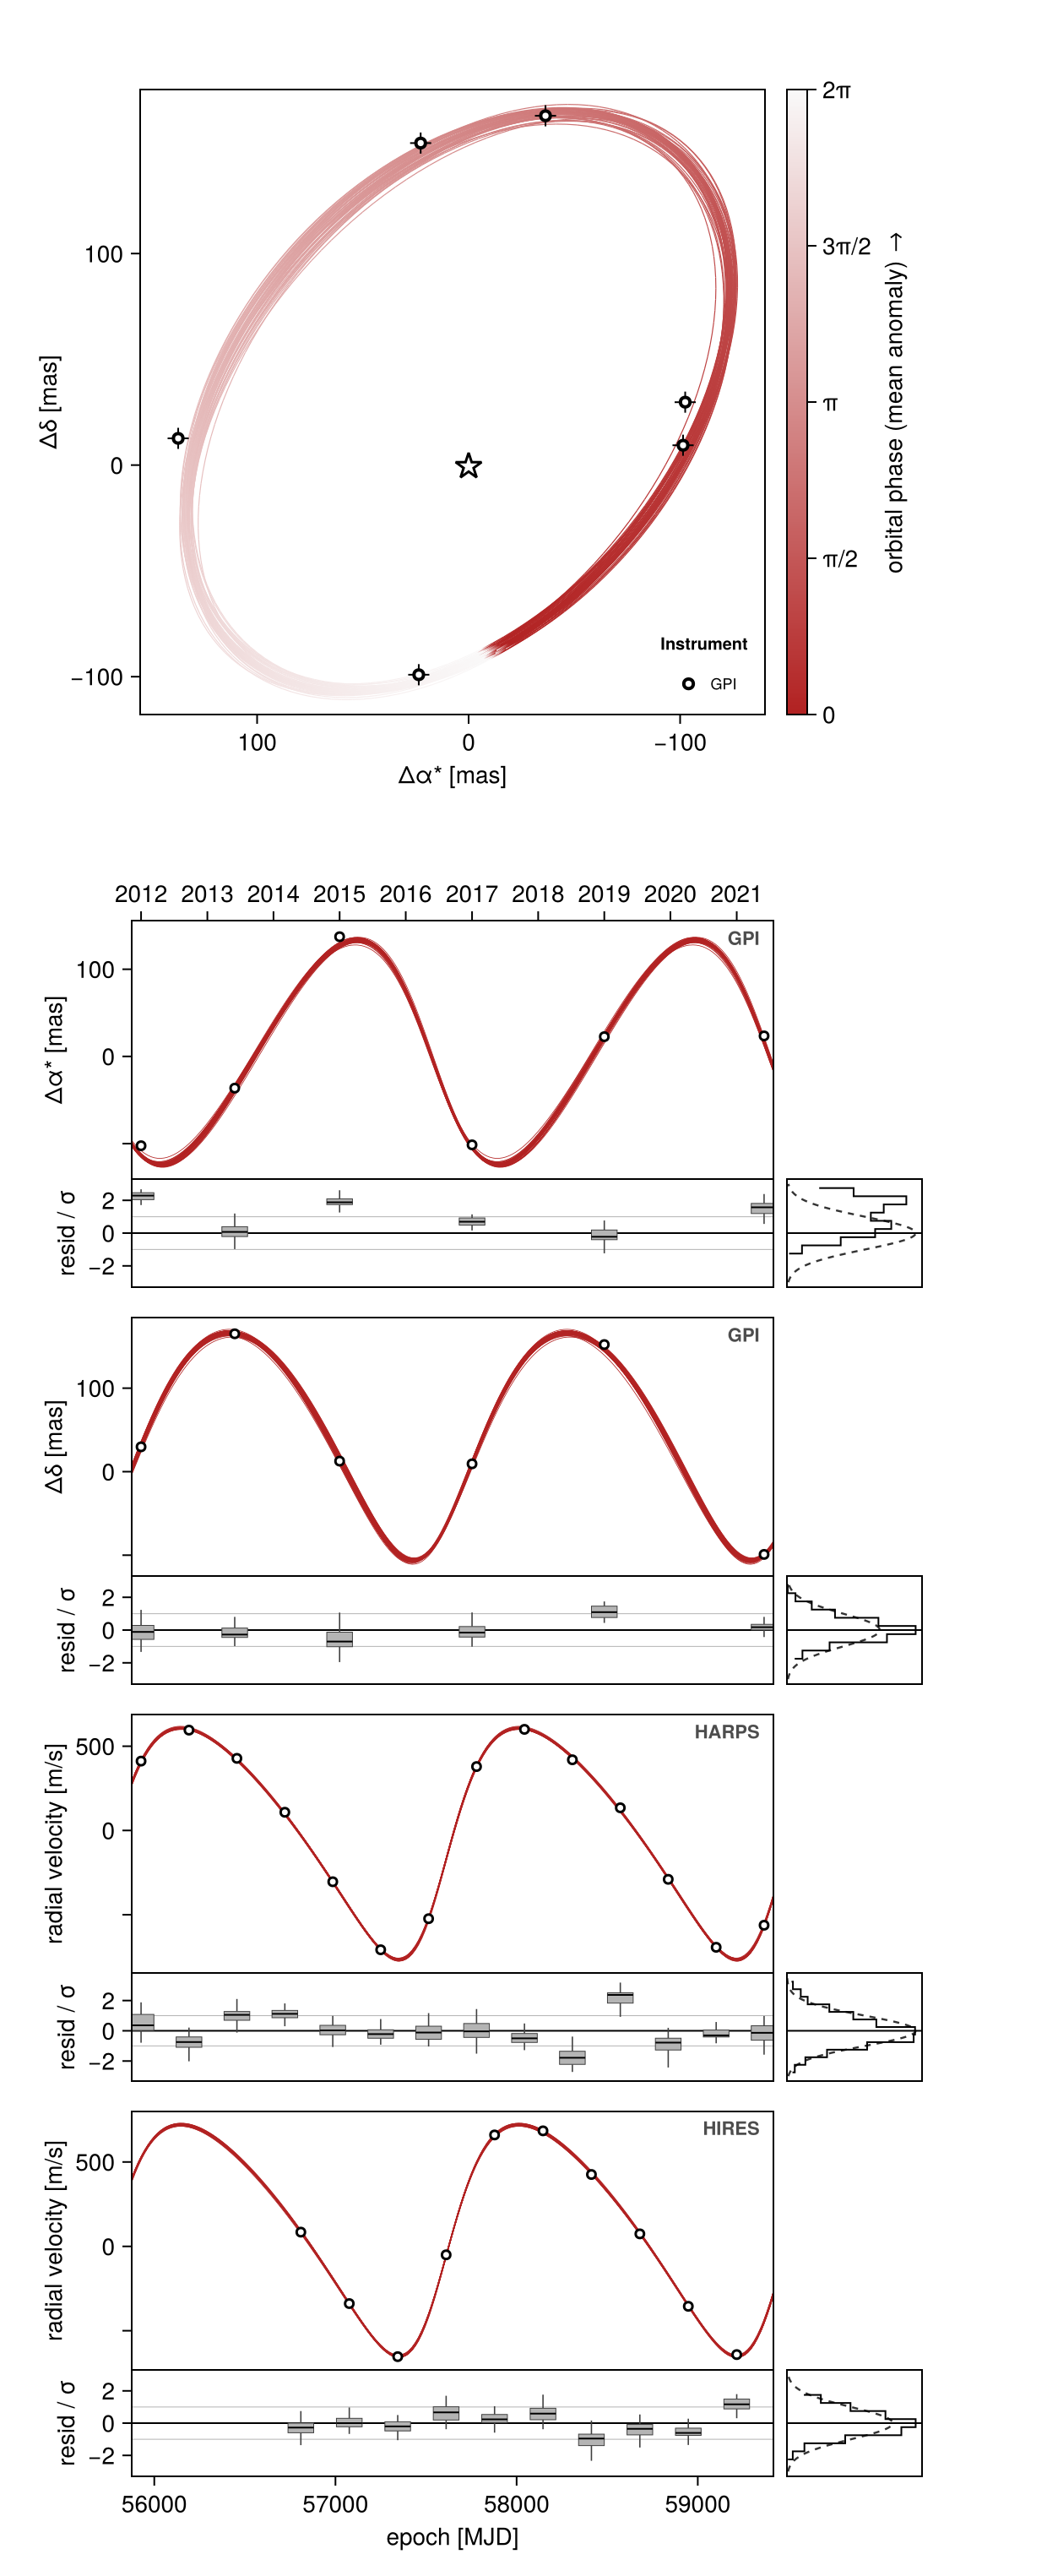 2π
3π/2
π
π/2
0
orbital phase (mean anomaly) →
100
0
−100
Δδ [mas]
Instrument
GPI
100
0
−100
Δα* [mas]
2012 2013 2014 2015 2016 2017 2018 2019 2020 2021
GPI
100
0
Δα* [mas]
2
0
−2
resid / σ
GPI
100
0
Δδ [mas]
2
0
−2
resid / σ
HARPS
500
0
radial velocity [m/s]
2
0
−2
resid / σ
HIRES
500
0
radial velocity [m/s]
2
0
−2
resid / σ
56000 57000 58000 59000
epoch [MJD]